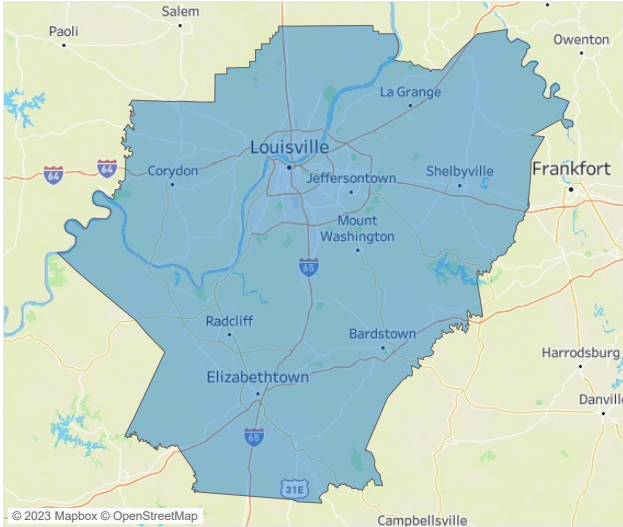 Salem
Paoli
Owenton
La Grange
Louisville
64
64
Corydon
Jeffersontown
Shelbyville
Frankfort
Mount
Washington
65
Radcliff
Bardstown
Harrodsburg
Elizabethtown
Danvill
65
31E
© 2023 Mapbox © OpenStreetMap
Campbellsville